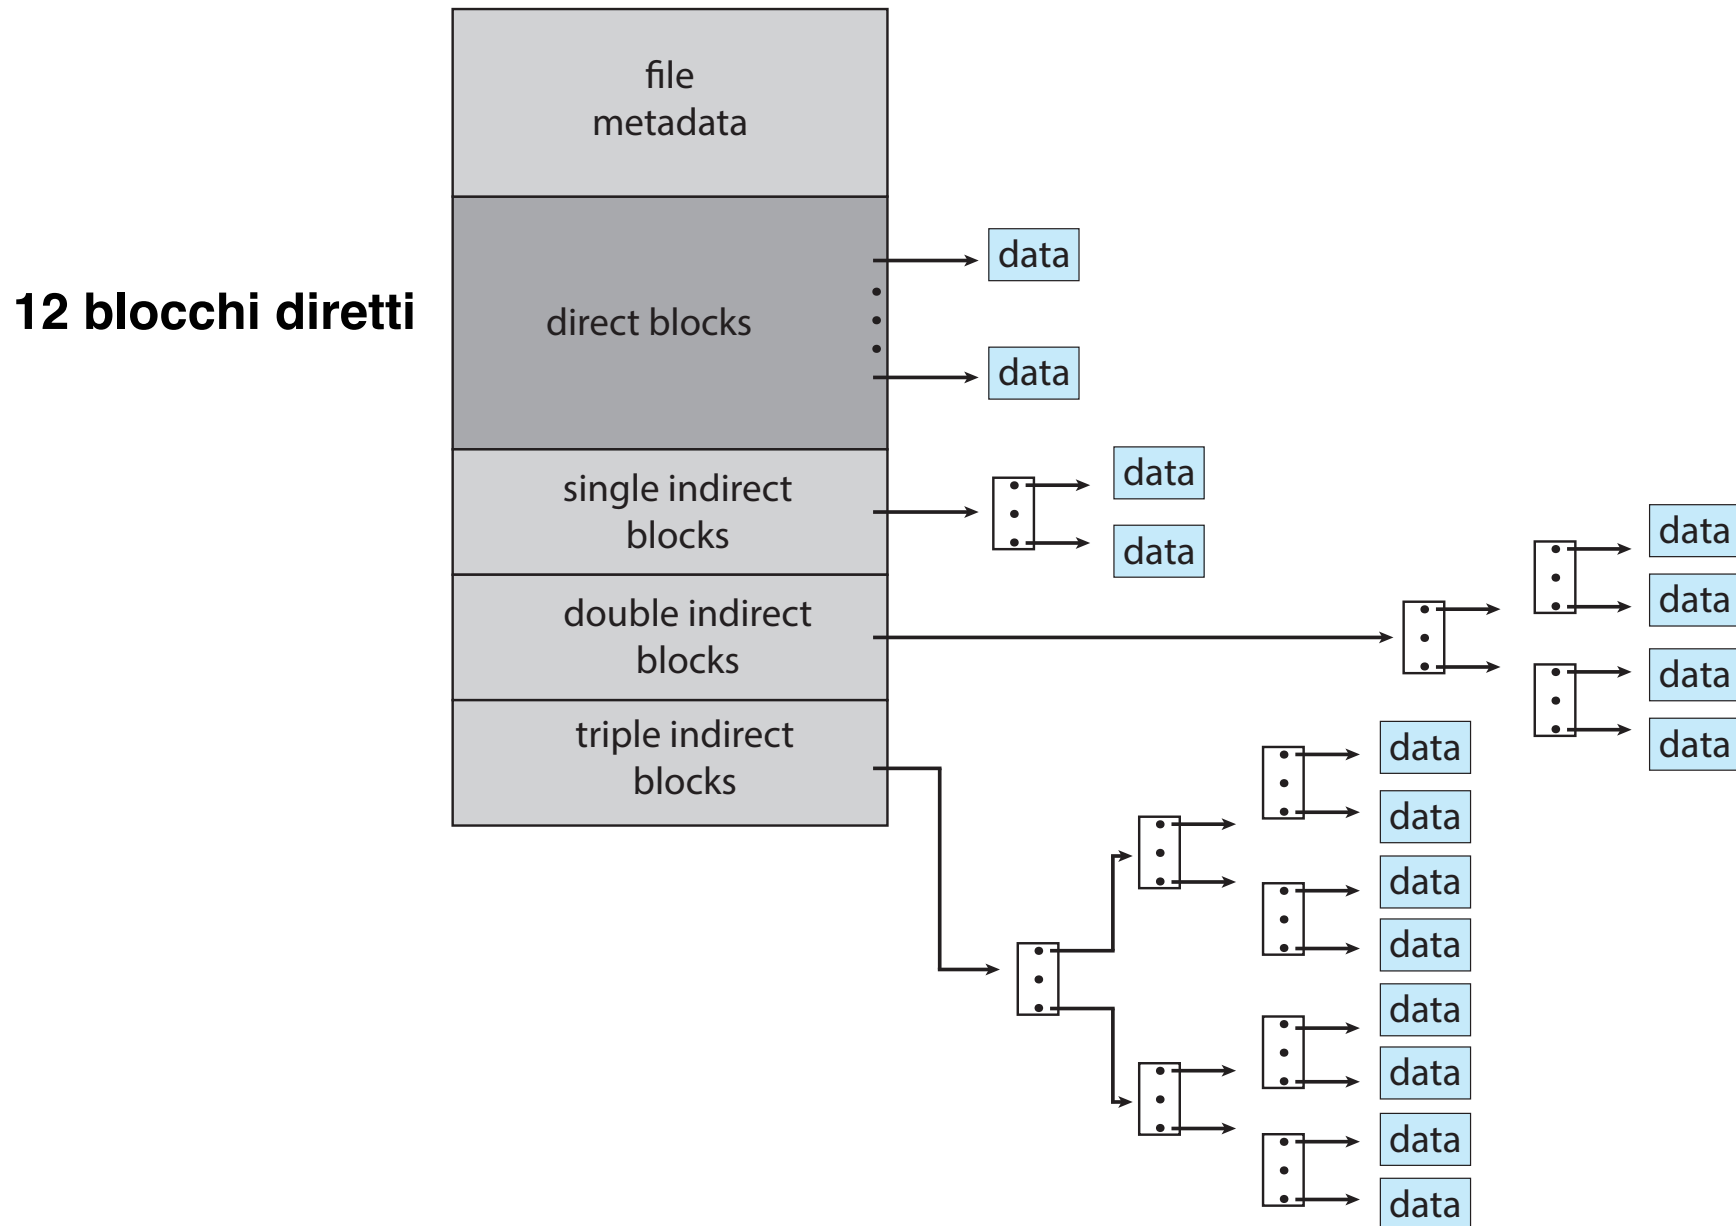 file
metadata
12 blocchi diretti
direct blocks
data
data
single indirect
blocks
data
data
double indirect
blocks
data
data
data
data
triple indirect
blocks
data
data
data
data
data
data
data
data